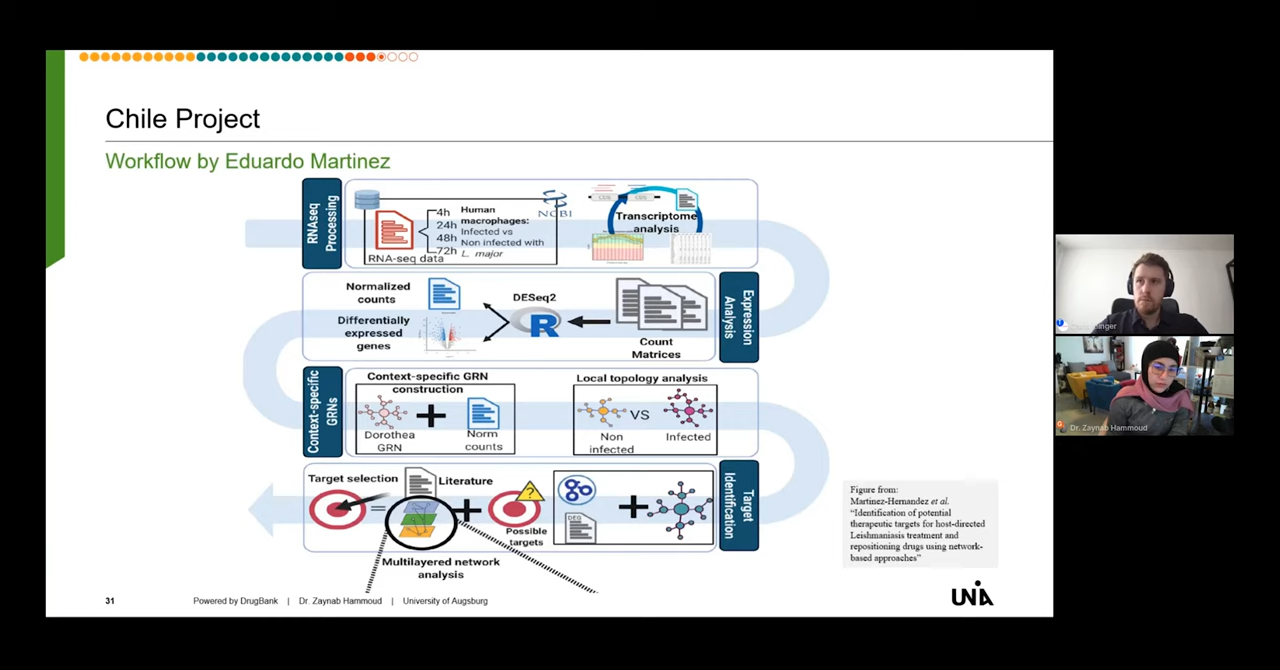 Chile Project
Workflow by Eduardo Martinez
RNAseq
Processing
4h
24h
48h
72h
Human
macrophages:
Infected vs
Non infected with
L. major
RNA-seq data
NCBI
Transcriptome
analysis
Normalized
counts
Differentially
expressed
genes
DESeq2
R
Count
Matrices
Expression
Analysis
Context-specific
GRNs
Context-specific GRN
construction
Dorothea
GRN
Norm
counts
Local topology analysis
VS
Non
infected
Infected
Target selection
Literature
Possible
targets
DEG
Multilayered network
analysis
Target
Identification
Figure from:
Martinez-Hernandez et al.
“Identification of potential
therapeutic targets for host-directed
Leishmaniasis treatment and
repositioning drugs using network-
based approaches”
31
Powered by DrugBank | Dr. Zaynab Hammoud | University of Augsburg
UNIA
Dr. Zaynab Hammoud